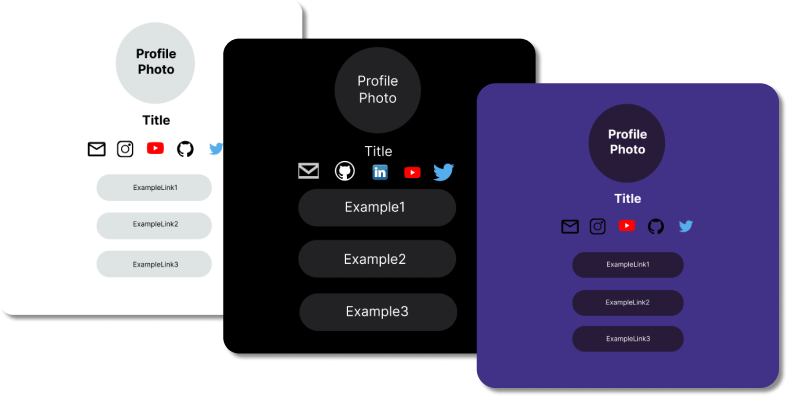 Profile
Photo
Title
ExampleLink1
ExampleLink2
ExampleLink3
Profile
Photo
Title
in
Example1
Example2
Example3
Profile
Photo
Title
ExampleLink1
ExampleLink2
ExampleLink3